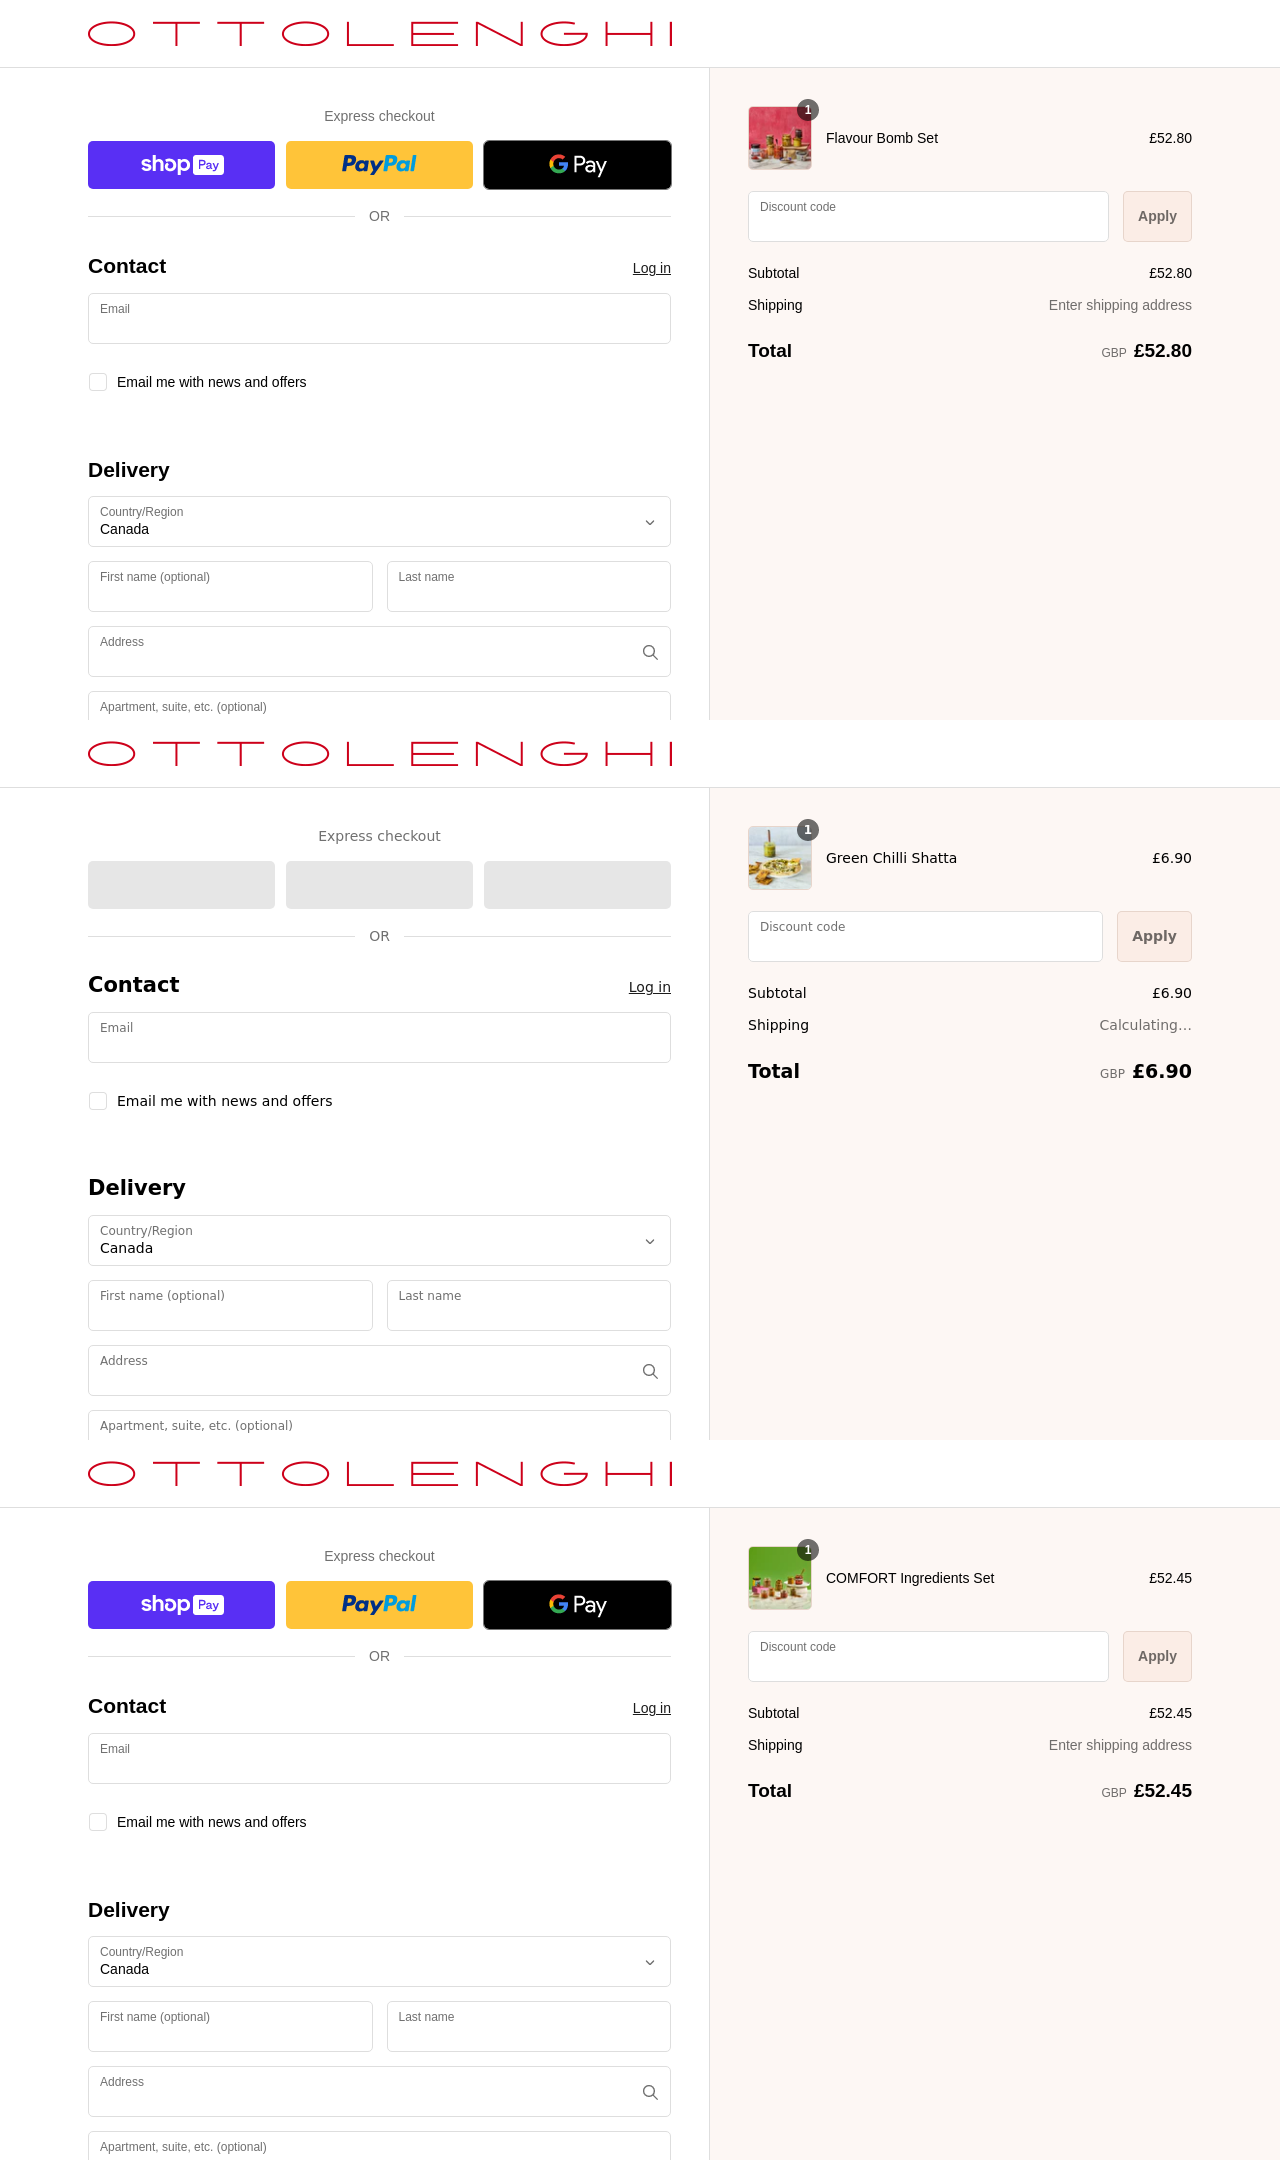 OTTOLENGHI
Express checkout
shop Pay
PayPal
G Pay
OR
Contact
Log in
Email
Email me with news and offers
Delivery
Country/Region
Canada
First name (optional)
Last name
Address
Apartment, suite, etc. (optional)
1
Flavour Bomb Set
£52.80
Discount code
Apply
Subtotal
£52.80
Shipping
Enter shipping address
Total
GBP £52.80
OTTOLENGHI
Express checkout
OR
Contact
Log in
Email
Email me with news and offers
Delivery
Country/Region
Canada
First name (optional)
Last name
Address
Apartment, suite, etc. (optional)
1
Green Chilli Shatta
£6.90
Discount code
Apply
Subtotal
£6.90
Shipping
Calculating...
Total
GBP £6.90
OTTOLENGHI
Express checkout
shop Pay
PayPal
G Pay
OR
Contact
Log in
Email
Email me with news and offers
Delivery
Country/Region
Canada
First name (optional)
Last name
Address
Apartment, suite, etc. (optional)
1
COMFORT Ingredients Set
£52.45
Discount code
Apply
Subtotal
£52.45
Shipping
Enter shipping address
Total
GBP £52.45